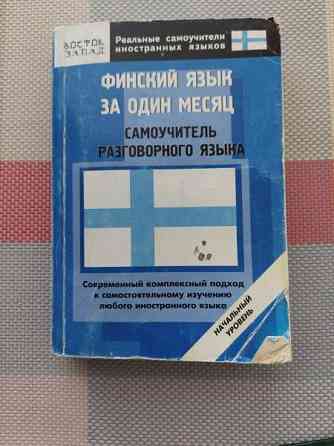 ВОСТОК
ЗАПАД
Реальные самоучители
иностранных языков
ФИНСКИЙ ЯЗЫК
ЗА ОДИН МЕСЯЦ
САМОУЧИТЕЛЬ
РАЗГОВОРНОГО ЯЗЫКА
Современный комплексный подход
к самостоятельному изучению
любого иностранного языка
НАЧАЛЬНЫЙ
УРОВЕНЬ